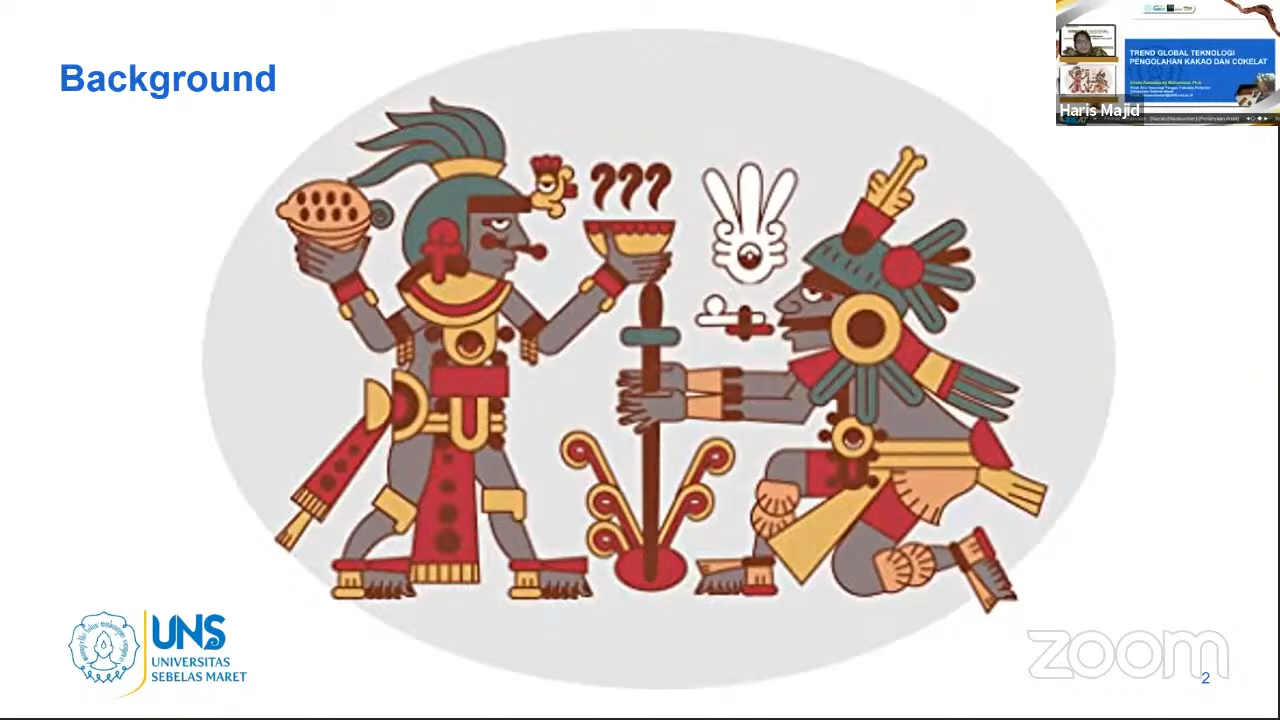 Background
TREND GLOBAL TEKNOLOGI
PENGOLAHAN KAKAO DAN COKELAT
Haris Majid
UNS
UNIVERSITAS
SEBELAS MARET
zoom
2